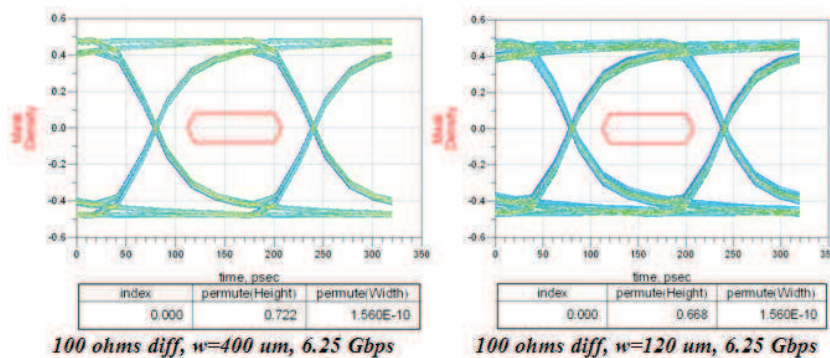 0.6
0.4
0.2
0.0
-0.2
-0.4
-0.6
Mask
Density
0 50 100 150 200 250 300 350
time, psec
index permute(Height) permute(Width)
0.000 0.722 1.560E-10
100 ohms diff, w=400 um, 6.25 Gbps
0.6
0.4
0.2
0.0
-0.2
-0.4
-0.6
Mask
Density
0 50 100 150 200 250 300 350
time, psec
index permute(Height) permute(Width)
0.000 0.668 1.560E-10
100 ohms diff, w=120 um, 6.25 Gbps